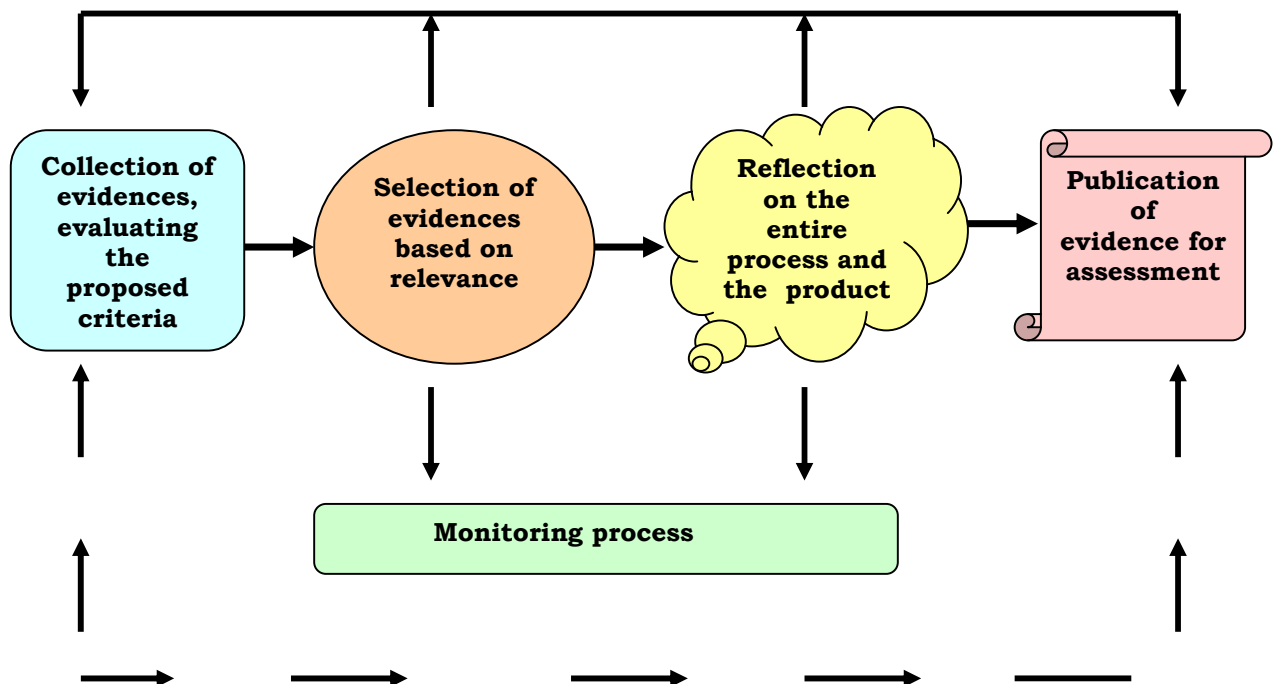 Collection of
evidences,
evaluating
the
proposed
criteria
Selection of
evidences
based on
relevance
Reflection
on the
entire
process and
the product
Publication
of
evidence for
assessment
Monitoring process